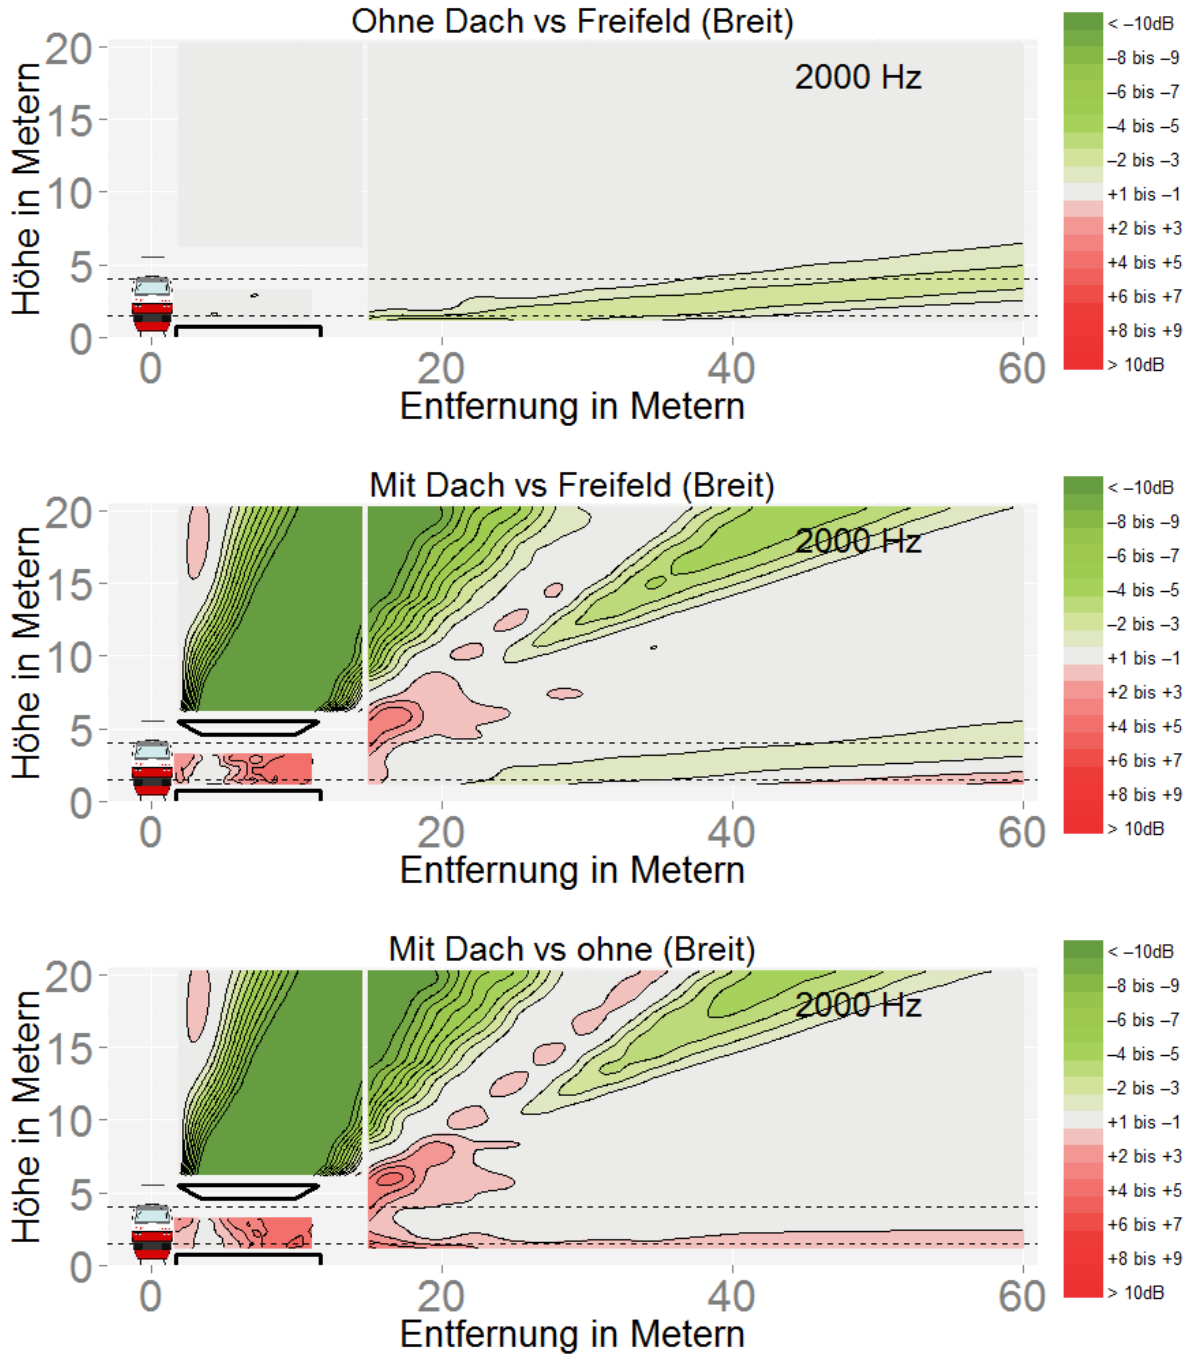 Ohne Dach vs Freifeld (Breit)
2000 Hz
Höhe in Metern
20
15
10
5
0
0 20 40 60
Entfernung in Metern
< –10dB
–8 bis –9
–6 bis –7
–4 bis –5
–2 bis –3
+1 bis –1
+2 bis +3
+4 bis +5
+6 bis +7
+8 bis +9
> 10dB
Mit Dach vs Freifeld (Breit)
2000 Hz
Höhe in Metern
20
15
10
5
0
0 20 40 60
Entfernung in Metern
< –10dB
–8 bis –9
–6 bis –7
–4 bis –5
–2 bis –3
+1 bis –1
+2 bis +3
+4 bis +5
+6 bis +7
+8 bis +9
> 10dB
Mit Dach vs ohne (Breit)
2000 Hz
Höhe in Metern
20
15
10
5
0
0 20 40 60
Entfernung in Metern
< –10dB
–8 bis –9
–6 bis –7
–4 bis –5
–2 bis –3
+1 bis –1
+2 bis +3
+4 bis +5
+6 bis +7
+8 bis +9
> 10dB